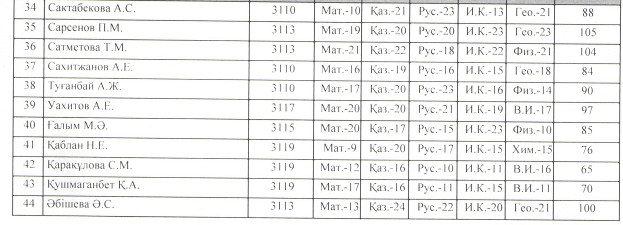 34 Сактабекова А.С. 3110 Мат.-10 Қаз.-21 Рус.-23 И.К.-13 Гео.-21 88
35 Сарсенов П.М. 3113 Мат.-19 Қаз.-20 Рус.-20 И.К.-23 Гео.-23 105
36 Сатметова Т.М. 3113 Мат.-21 Қаз.-22 Рус.-18 И.К.-22 Физ.-21 104
37 Сахитжанов А.Е. 3110 Мат.-16 Қаз.-19 Рус.-16 И.К.-15 Гео.-18 84
38 Туғанбай А.Ж. 3110 Мат.-17 Қаз.-20 Рус.-23 И.К.-16 Физ.-14 90
39 Уахитов А.Е. 3117 Мат.-20 Қаз.-20 Рус.-21 И.К.-19 В.И.-17 97
40 Ғалым М.Ә. 3115 Мат.-20 Қаз.-17 Рус.-15 И.К.-23 Физ.-10 85
41 Қаблан Н.Е. 3119 Мат.-9 Қаз.-20 Рус.-17 И.К.-15 Хим.-15 76
42 Қарақұлова С.М. 3119 Мат.-12 Қаз.-16 Рус.-10 И.К.-11 В.И.-16 65
43 Қушмаганбет Қ.А. 3119 Мат.-17 Қаз.-16 Рус.-11 И.К.-15 В.И.-11 70
44 Әбішева Ә.С. 3113 Мат.-13 Қаз.-24 Рус.-22 И.К.-20 Гео.-21 100